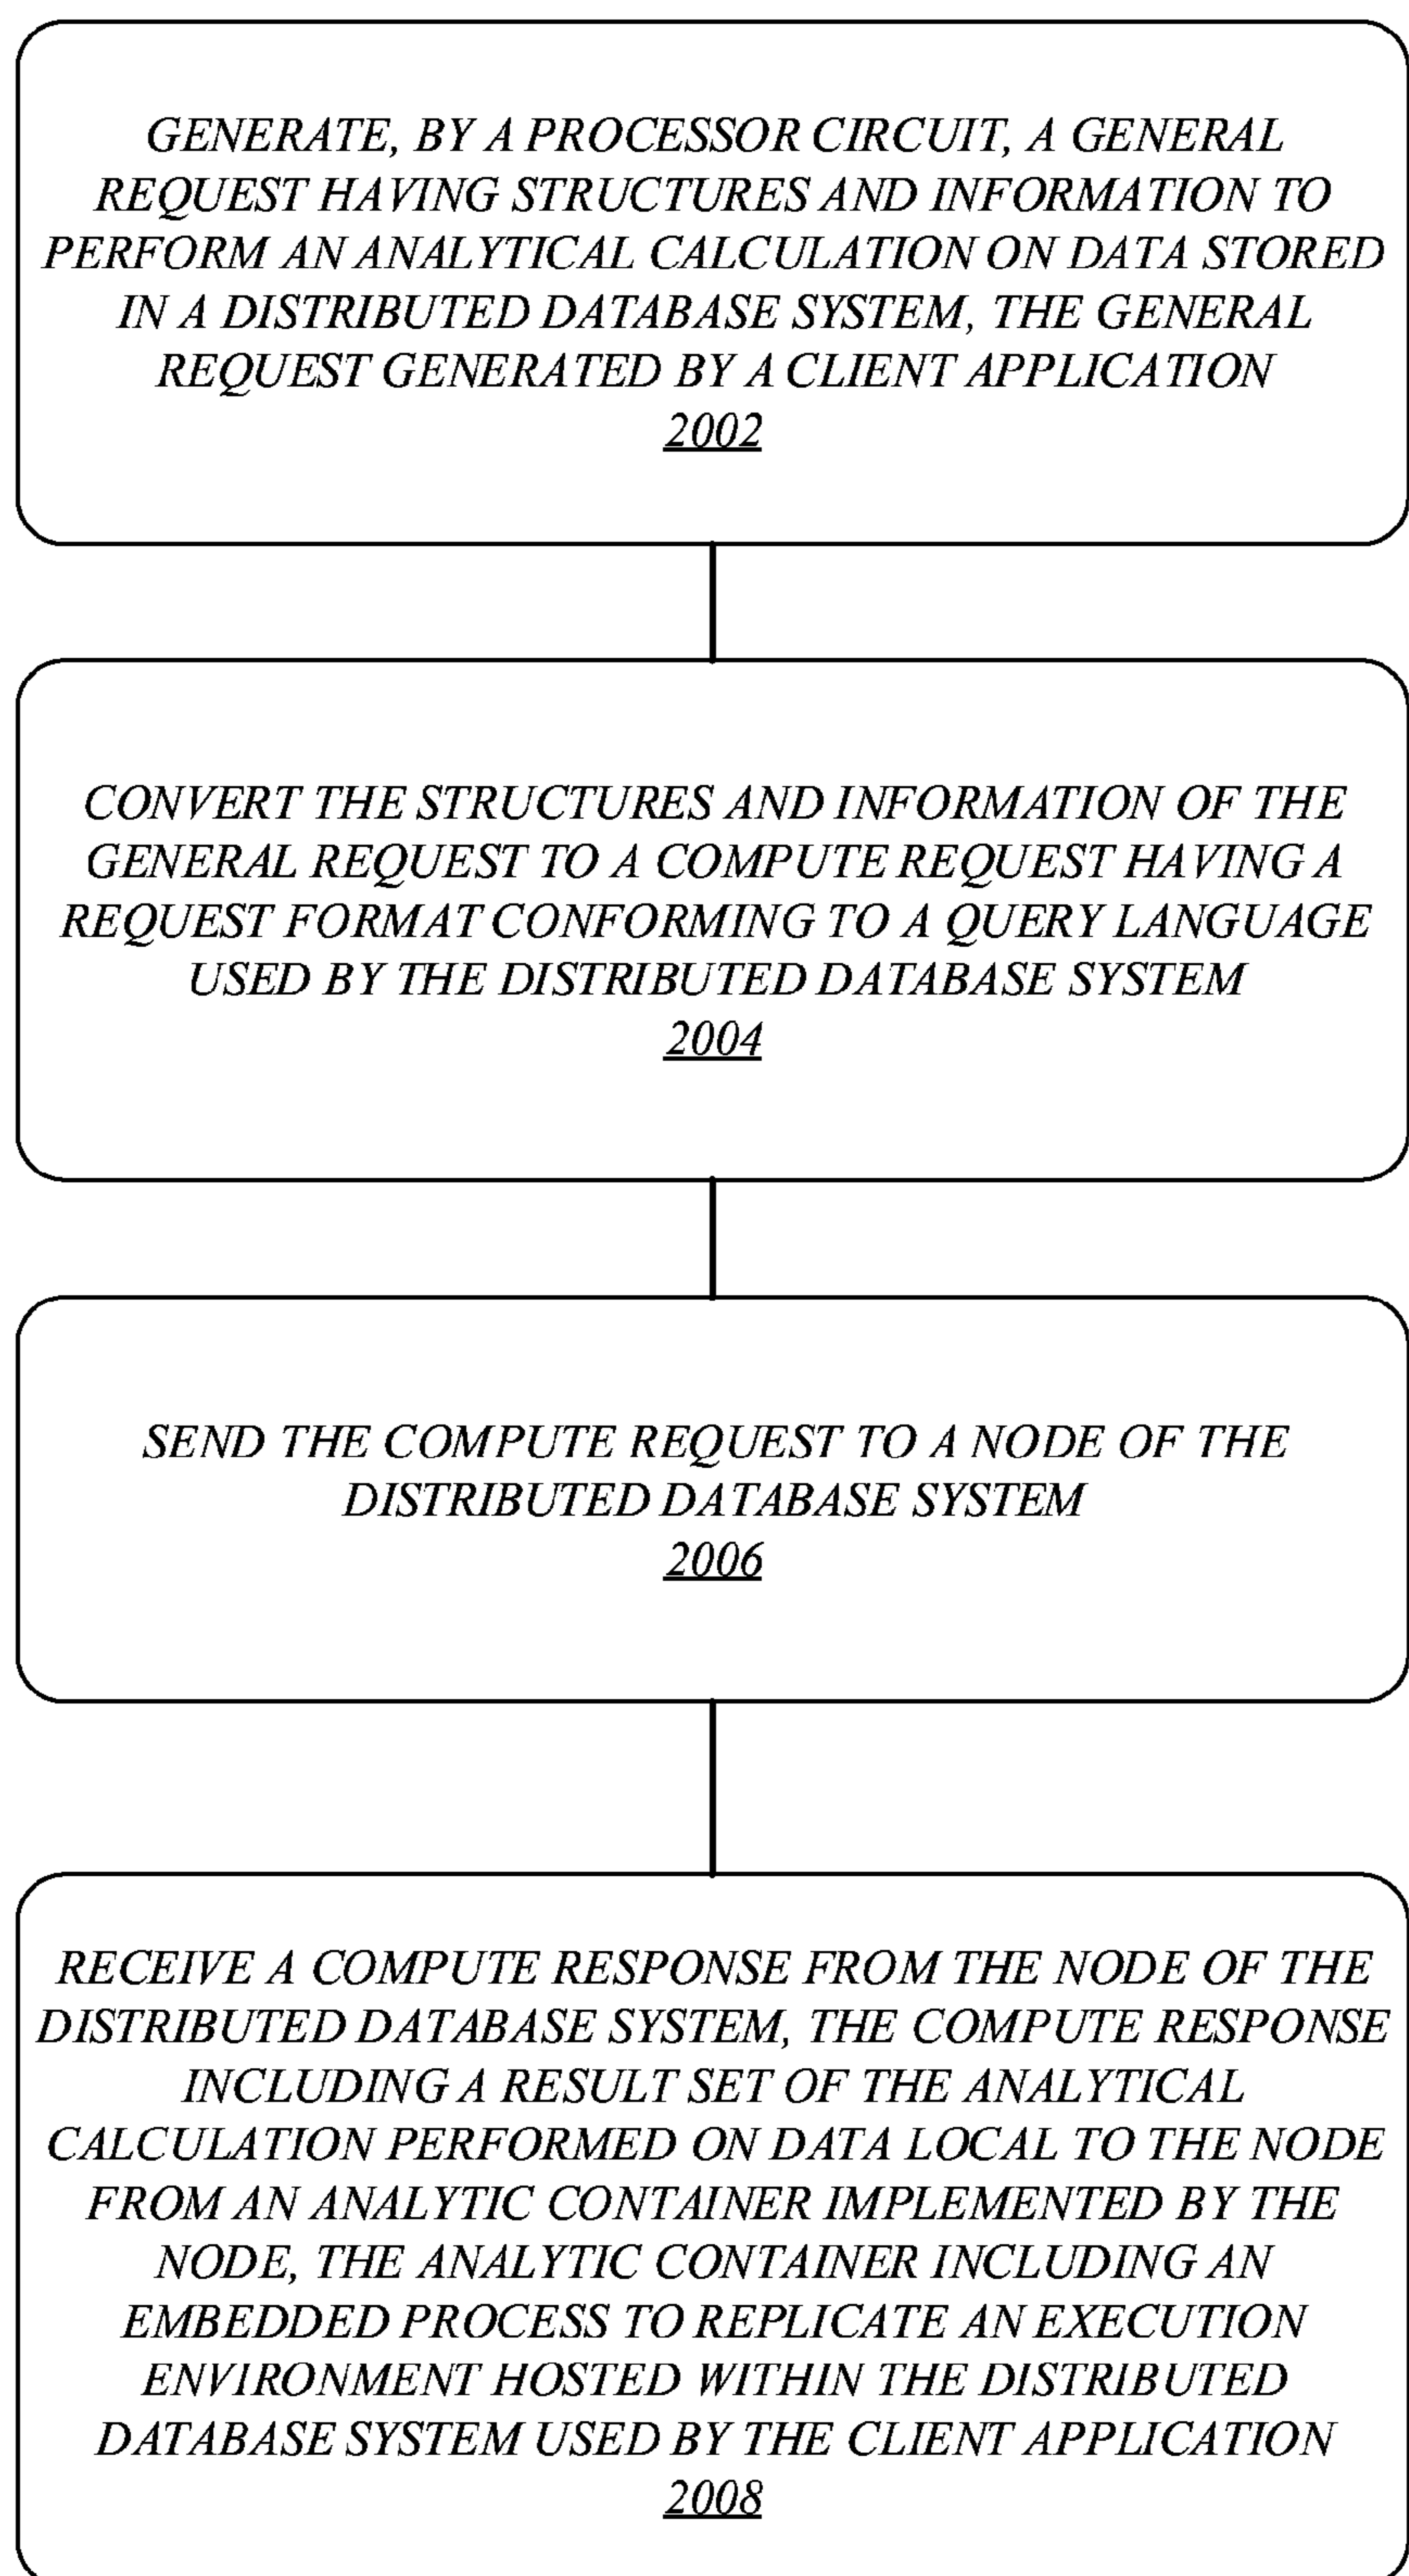 GENERATE, BY A PROCESSOR CIRCUIT, A GENERAL
REQUEST HAVING STRUCTURES AND INFORMATION TO
PERFORM AN ANALYTICAL CALCULATION ON DATA STORED
IN A DISTRIBUTED DATABASE SYSTEM, THE GENERAL
REQUEST GENERATED BY A CLIENT APPLICATION
2002
CONVERT THE STRUCTURES AND INFORMATION OF THE
GENERAL REQUEST TO A COMPUTE REQUEST HAVING A
REQUEST FORMAT CONFORMING TO A QUERY LANGUAGE
USED BY THE DISTRIBUTED DATABASE SYSTEM
2004
SEND THE COMPUTE REQUEST TO A NODE OF THE
DISTRIBUTED DATABASE SYSTEM
2006
RECEIVE A COMPUTE RESPONSE FROM THE NODE OF THE
DISTRIBUTED DATABASE SYSTEM, THE COMPUTE RESPONSE
INCLUDING A RESULT SET OF THE ANALYTICAL
CALCULATION PERFORMED ON DATA LOCAL TO THE NODE
FROM AN ANALYTIC CONTAINER IMPLEMENTED BY THE
NODE, THE ANALYTIC CONTAINER INCLUDING AN
EMBEDDED PROCESS TO REPLICATE AN EXECUTION
ENVIRONMENT HOSTED WITHIN THE DISTRIBUTED
DATABASE SYSTEM USED BY THE CLIENT APPLICATION
2008